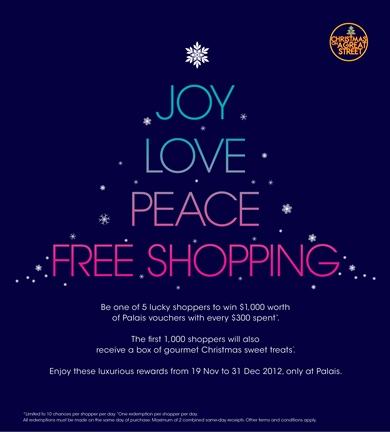 CHRISTMAS
ON A GREAT
STREET
JOY
LOVE
PEACE
FREE SHOPPING
Be one of 5 lucky shoppers to win $1,000 worth
of Palais vouchers with every $300 spent*.
The first 1,000 shoppers will also
receive a box of gourmet Christmas sweet treats^.
Enjoy these luxurious rewards from 19 Nov to 31 Dec 2012, only at Palais.
*Limited to 10 chances per shopper per day. ^One redemption per shopper per day.
All redemptions must be made on the same day of purchase. Maximum of 2 combined same-day receipts. Other terms and conditions apply.